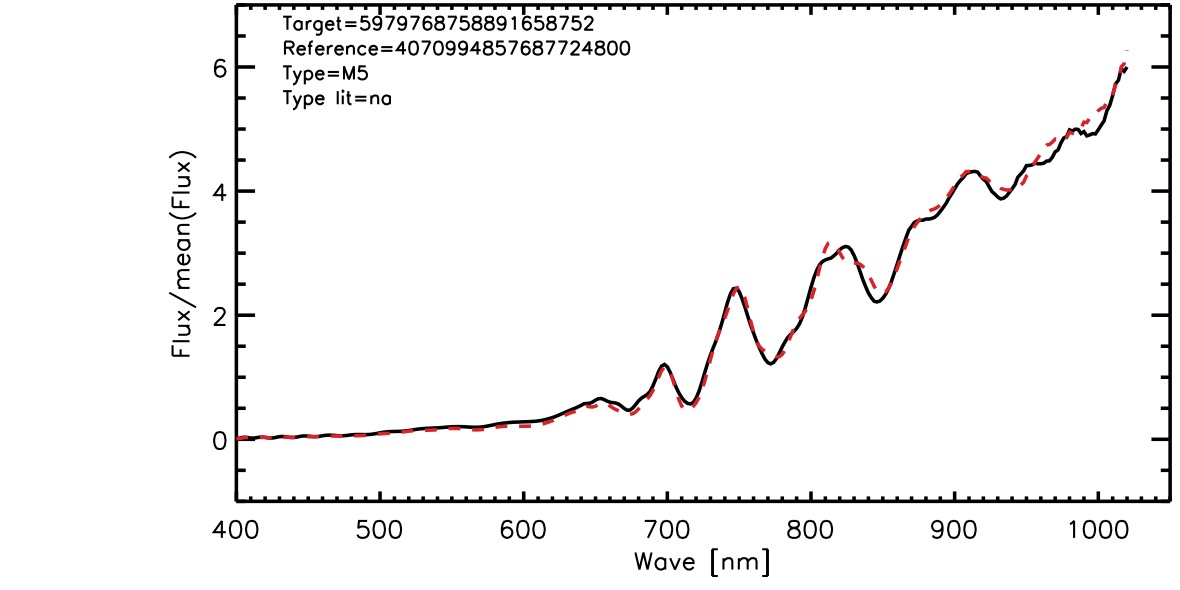 Target=5979768758891658752
Reference=4070994857687724800
Type=M5
Type lit=na
Flux/mean(Flux)
6
4
2
0
400 500 600 700 800 900 1000
Wave [nm]